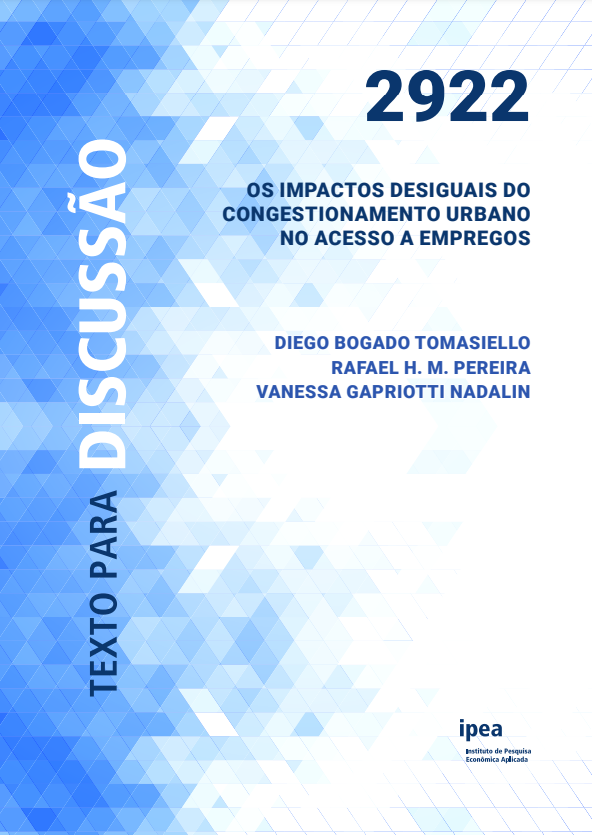 2922
OS IMPACTOS DESIGUAIS DO
CONGESTIONAMENTO URBANO
NO ACESSO A EMPREGOS
DIEGO BOGADO TOMASIELLO
RAFAEL H. M. PEREIRA
VANESSA GAPRIOTTI NADALIN
TEXTO PARA DISCUSSÃO
ipea
Instituto de Pesquisa
Econômica Aplicada